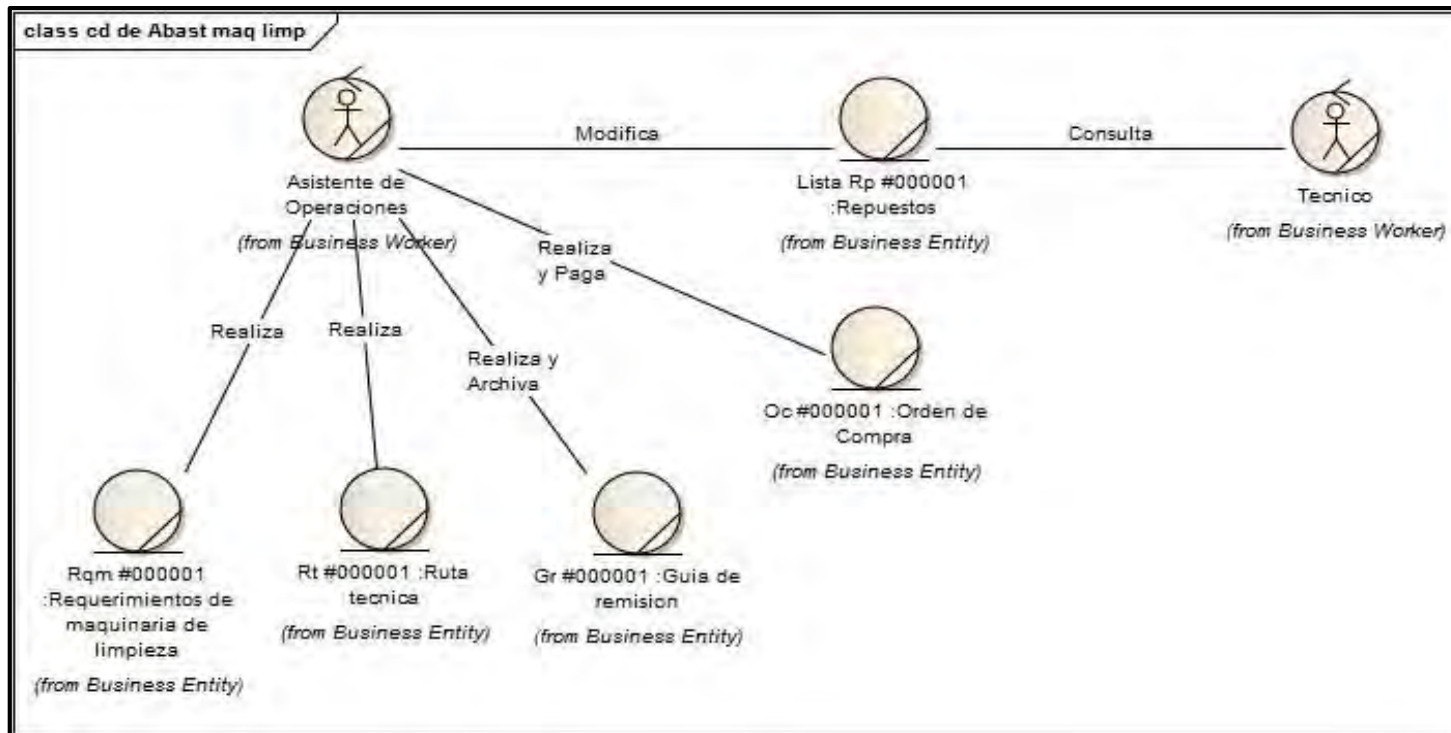 class cd de Abast maq limp
Modifica
Consulta
Asistente de
Operaciones
(from Business Worker)
Lista Rp #000001
:Repuestos
(from Business Entity)
Tecnico
(from Business Worker)
Realiza
y Paga
Realiza
Realiza
Realiza y
Archiva
Oc #000001 :Orden de
Compra
(from Business Entity)
Rqm #000001
:Requerimientos de
maquinaria de
limpieza
(from Business Entity)
Rt #000001 :Ruta
tecnica
(from Business Entity)
Gr #000001 :Guia de
remision
(from Business Entity)